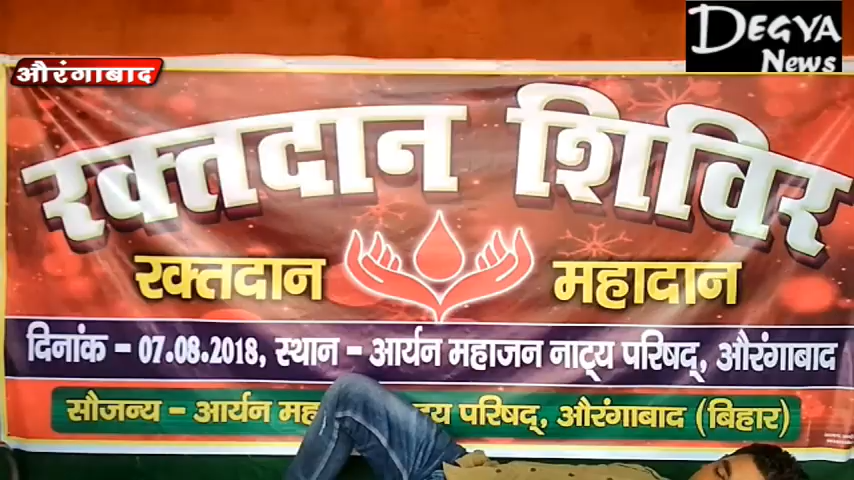 DEGYA
News
औरंगाबाद
रक्तदान शिविर
रक्तदान महादान
दिनांक - 07.08.2018, स्थान - आर्यन महाजन नाट्य परिषद्, औरंगाबाद
सौजन्य - आर्यन परिषद्, औरंगाबाद (बिहार)